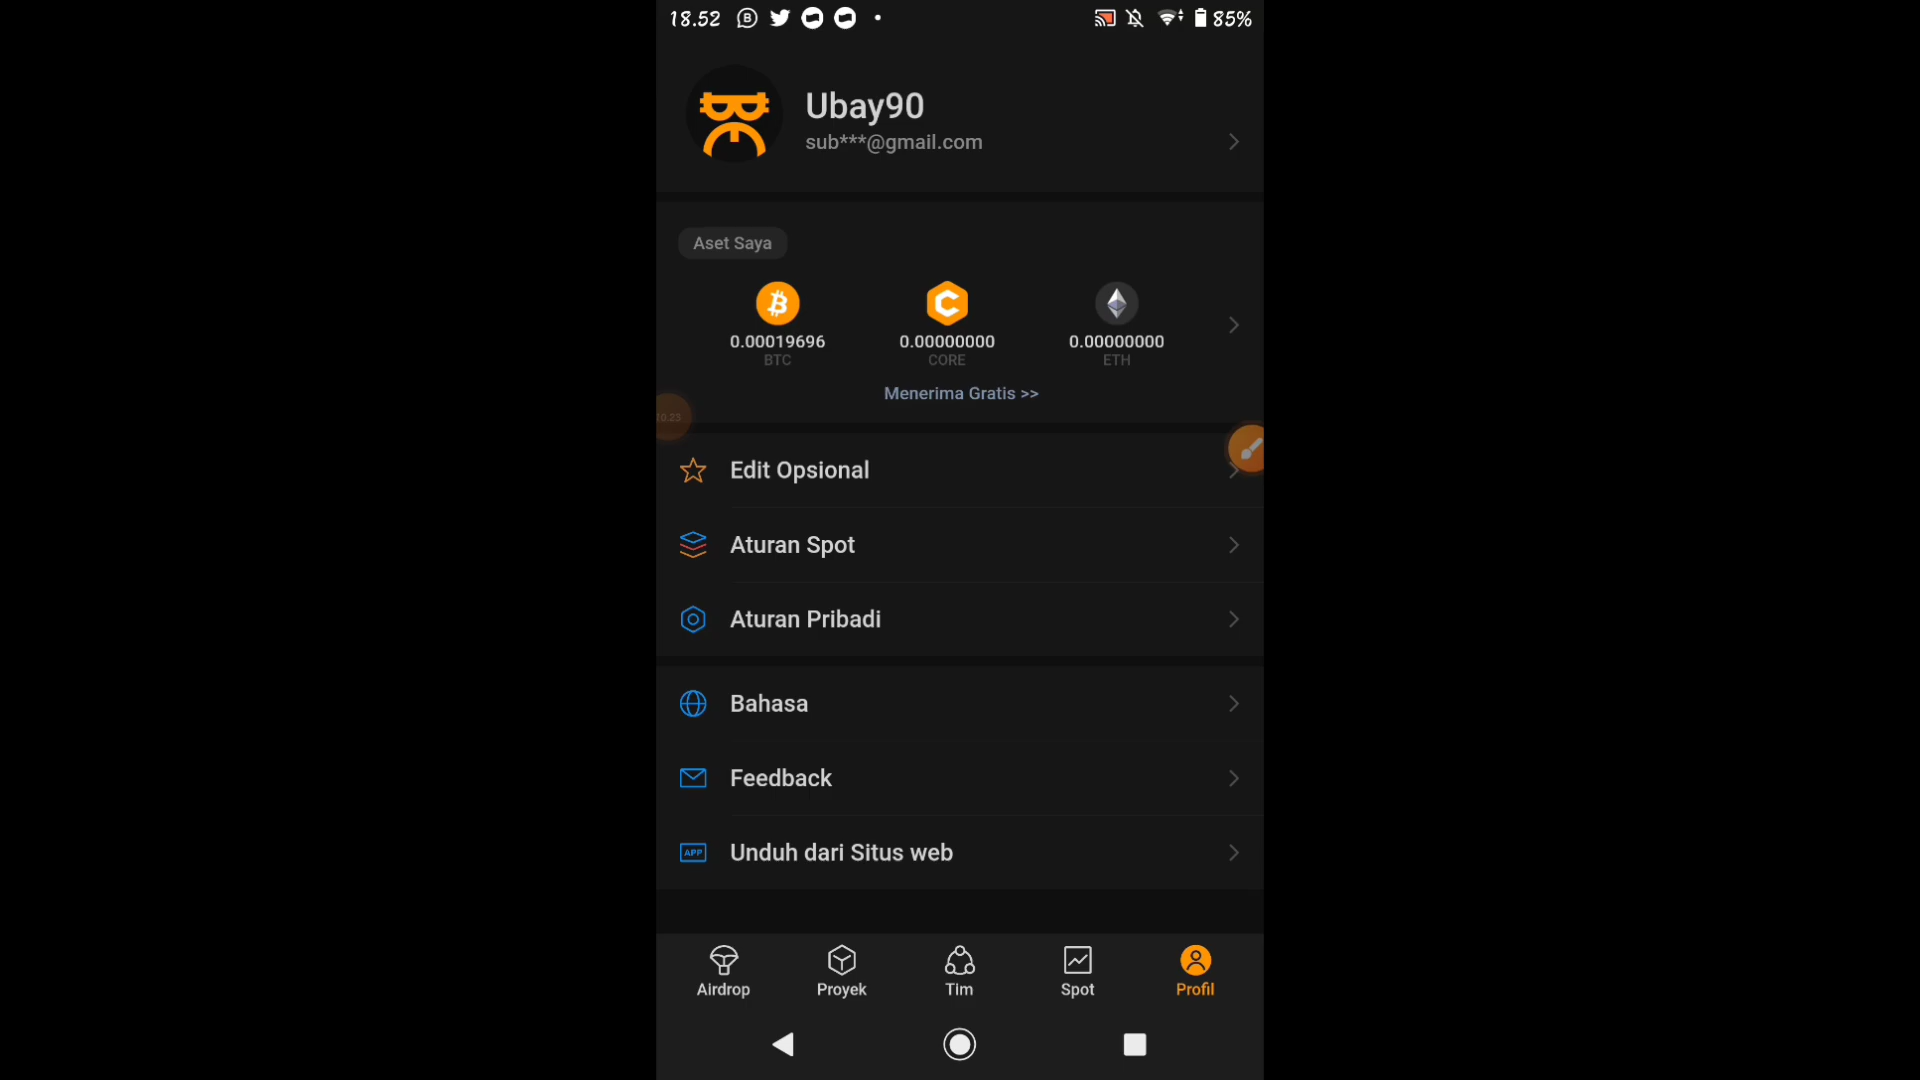 18.52 85%
Ubay90
sub***@gmail.com
Aset Saya
0.00019696 0.00000000 0.00000000
BTC CORE ETH
Menerima Gratis >>
10.23
Edit Opsional
Aturan Spot
Aturan Pribadi
Bahasa
Feedback
APP Unduh dari Situs web
Airdrop Proyek Tim Spot Profil